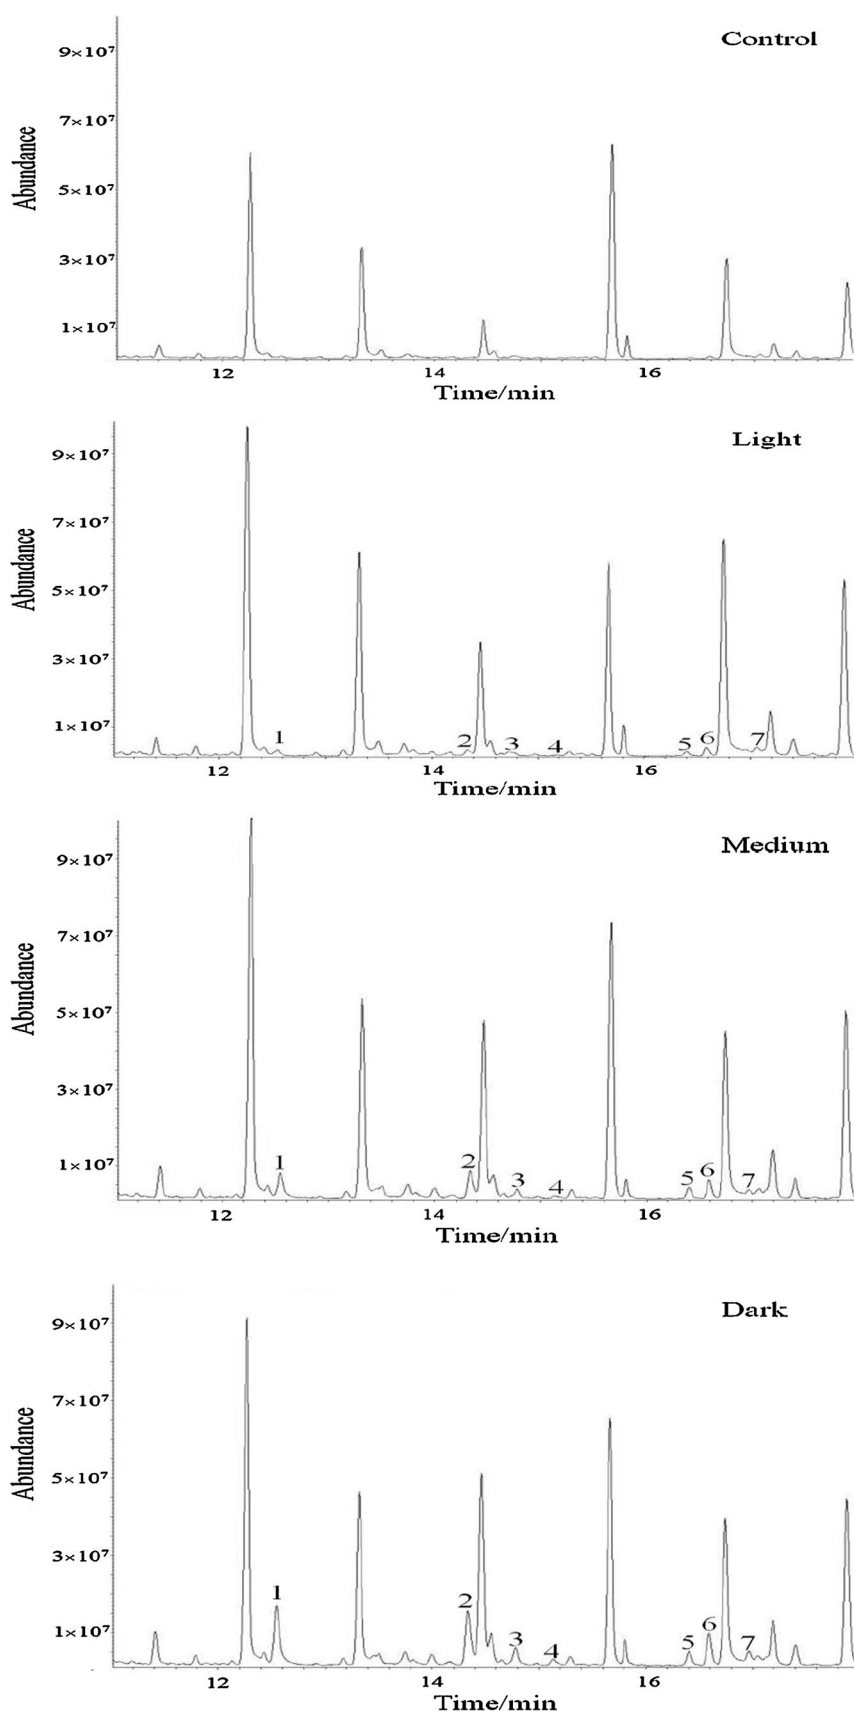 Control
9×10⁷
7×10⁷
5×10⁷
3×10⁷
1×10⁷
Abundance
12 14 16
Time/min
Light
9×10⁷
7×10⁷
5×10⁷
3×10⁷
1×10⁷
Abundance
1 2 3 4 5 6 7
12 14 16
Time/min
Medium
9×10⁷
7×10⁷
5×10⁷
3×10⁷
1×10⁷
Abundance
1 2 3 4 5 6 7
12 14 16
Time/min
Dark
9×10⁷
7×10⁷
5×10⁷
3×10⁷
1×10⁷
Abundance
1 2 3 4 5 6 7
12 14 16
Time/min